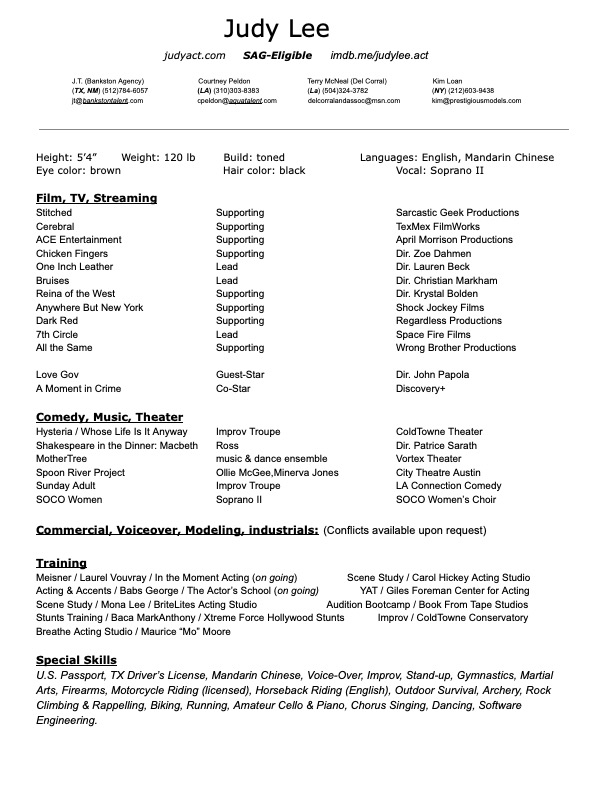 Judy Lee
judyact.com SAG-Eligible imdb.me/judylee.act
J.T. (Bankston Agency) Courtney Peldon Terry McNeal (Del Corral) Kim Loan
(TX, NM) (512)784-6057 (LA) (310)303-8383 (La) (504)324-3782 (NY) (212)603-9438
jt@bankstontalent.com cpeldon@aquatalent.com delcorralandassoc@msn.com kim@prestigiousmodels.com
Height: 5’4” Weight: 120 lb Build: toned Languages: English, Mandarin Chinese
Eye color: brown Hair color: black Vocal: Soprano II
Film, TV, Streaming
Stitched Supporting Sarcastic Geek Productions
Cerebral Supporting TexMex FilmWorks
ACE Entertainment Supporting April Morrison Productions
Chicken Fingers Supporting Dir. Zoe Dahmen
One Inch Leather Lead Dir. Lauren Beck
Bruises Lead Dir. Christian Markham
Reina of the West Supporting Dir. Krystal Bolden
Anywhere But New York Supporting Shock Jockey Films
Dark Red Supporting Regardless Productions
7th Circle Lead Space Fire Films
All the Same Supporting Wrong Brother Productions
Love Gov Guest-Star Dir. John Papola
A Moment in Crime Co-Star Discovery+
Comedy, Music, Theater
Hysteria / Whose Life Is It Anyway Improv Troupe ColdTowne Theater
Shakespeare in the Dinner: Macbeth Ross Dir. Patrice Sarath
MotherTree music & dance ensemble Vortex Theater
Spoon River Project Ollie McGee,Minerva Jones City Theatre Austin
Sunday Adult Improv Troupe LA Connection Comedy
SOCO Women Soprano II SOCO Women’s Choir
Commercial, Voiceover, Modeling, industrials: (Conflicts available upon request)
Training
Meisner / Laurel Vouvray / In the Moment Acting (on going) Scene Study / Carol Hickey Acting Studio
Acting & Accents / Babs George / The Actor’s School (on going) YAT / Giles Foreman Center for Acting
Scene Study / Mona Lee / BriteLites Acting Studio Audition Bootcamp / Book From Tape Studios
Stunts Training / Baca MarkAnthony / Xtreme Force Hollywood Stunts Improv / ColdTowne Conservatory
Breathe Acting Studio / Maurice “Mo” Moore
Special Skills
U.S. Passport, TX Driver’s License, Mandarin Chinese, Voice-Over, Improv, Stand-up, Gymnastics, Martial
Arts, Firearms, Motorcycle Riding (licensed), Horseback Riding (English), Outdoor Survival, Archery, Rock
Climbing & Rappelling, Biking, Running, Amateur Cello & Piano, Chorus Singing, Dancing, Software
Engineering.